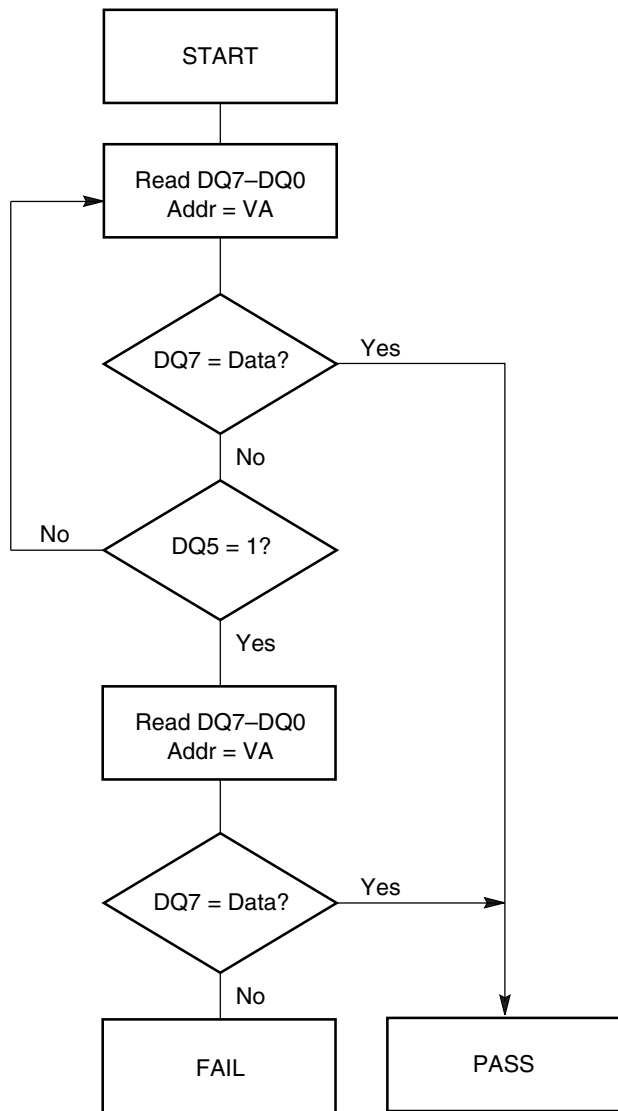 START
Read DQ7–DQ0
Addr = VA
DQ7 = Data?
Yes
No
No
DQ5 = 1?
Yes
Read DQ7–DQ0
Addr = VA
DQ7 = Data?
Yes
No
FAIL
PASS